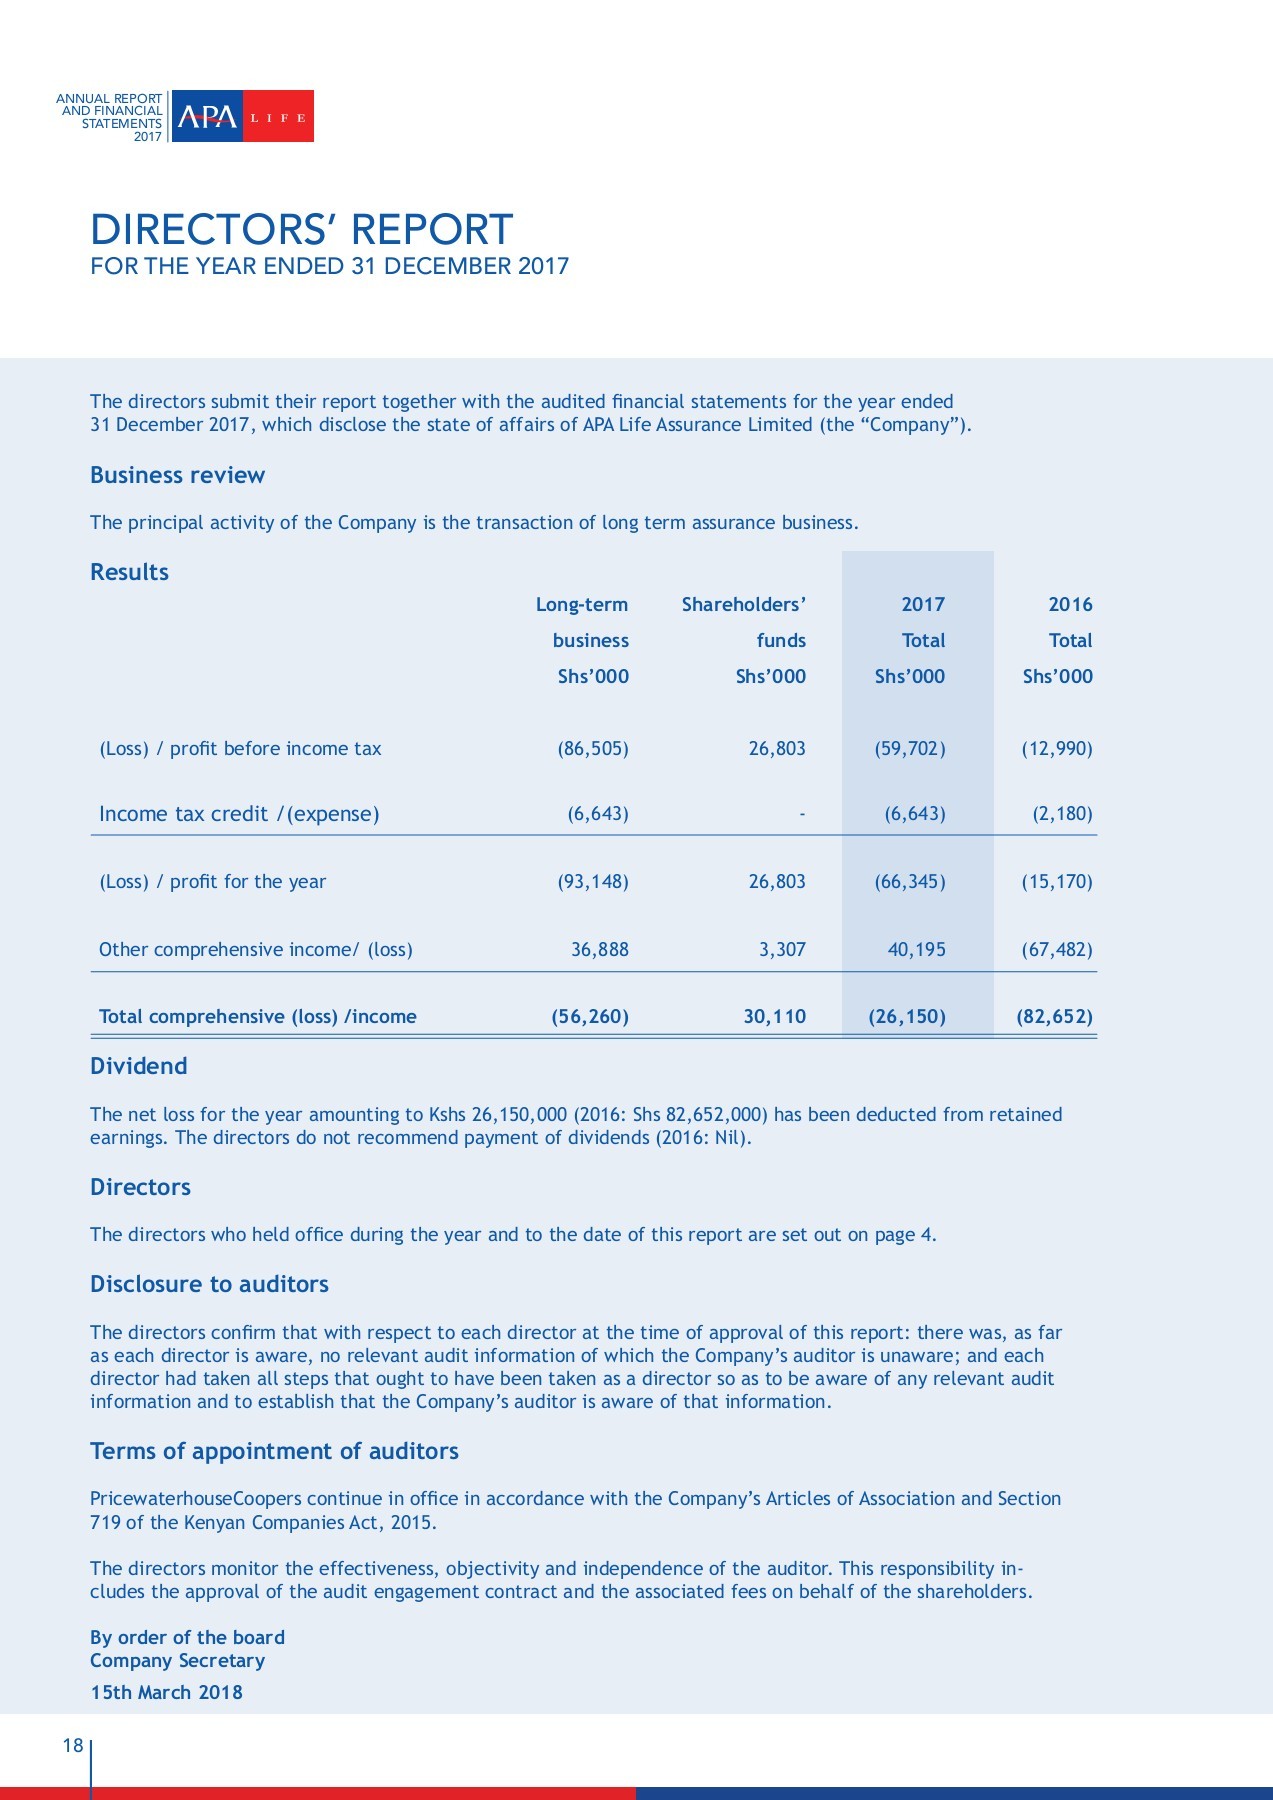 ANNUAL REPORT
AND FINANCIAL
STATEMENTS
2017
APA LIFE
DIRECTORS’ REPORT
FOR THE YEAR ENDED 31 DECEMBER 2017
The directors submit their report together with the audited financial statements for the year ended
31 December 2017, which disclose the state of affairs of APA Life Assurance Limited (the “Company”).
Business review
The principal activity of the Company is the transaction of long term assurance business.
Results
Long-term Shareholders’ 2017 2016
business funds Total Total
Shs’000 Shs’000 Shs’000 Shs’000
(Loss) / profit before income tax (86,505) 26,803 (59,702) (12,990)
Income tax credit /(expense) (6,643) - (6,643) (2,180)
(Loss) / profit for the year (93,148) 26,803 (66,345) (15,170)
Other comprehensive income/ (loss) 36,888 3,307 40,195 (67,482)
Total comprehensive (loss) /income (56,260) 30,110 (26,150) (82,652)
Dividend
The net loss for the year amounting to Kshs 26,150,000 (2016: Shs 82,652,000) has been deducted from retained
earnings. The directors do not recommend payment of dividends (2016: Nil).
Directors
The directors who held office during the year and to the date of this report are set out on page 4.
Disclosure to auditors
The directors confirm that with respect to each director at the time of approval of this report: there was, as far
as each director is aware, no relevant audit information of which the Company’s auditor is unaware; and each
director had taken all steps that ought to have been taken as a director so as to be aware of any relevant audit
information and to establish that the Company’s auditor is aware of that information.
Terms of appointment of auditors
PricewaterhouseCoopers continue in office in accordance with the Company’s Articles of Association and Section
719 of the Kenyan Companies Act, 2015.
The directors monitor the effectiveness, objectivity and independence of the auditor. This responsibility in-
cludes the approval of the audit engagement contract and the associated fees on behalf of the shareholders.
By order of the board
Company Secretary
15th March 2018
18